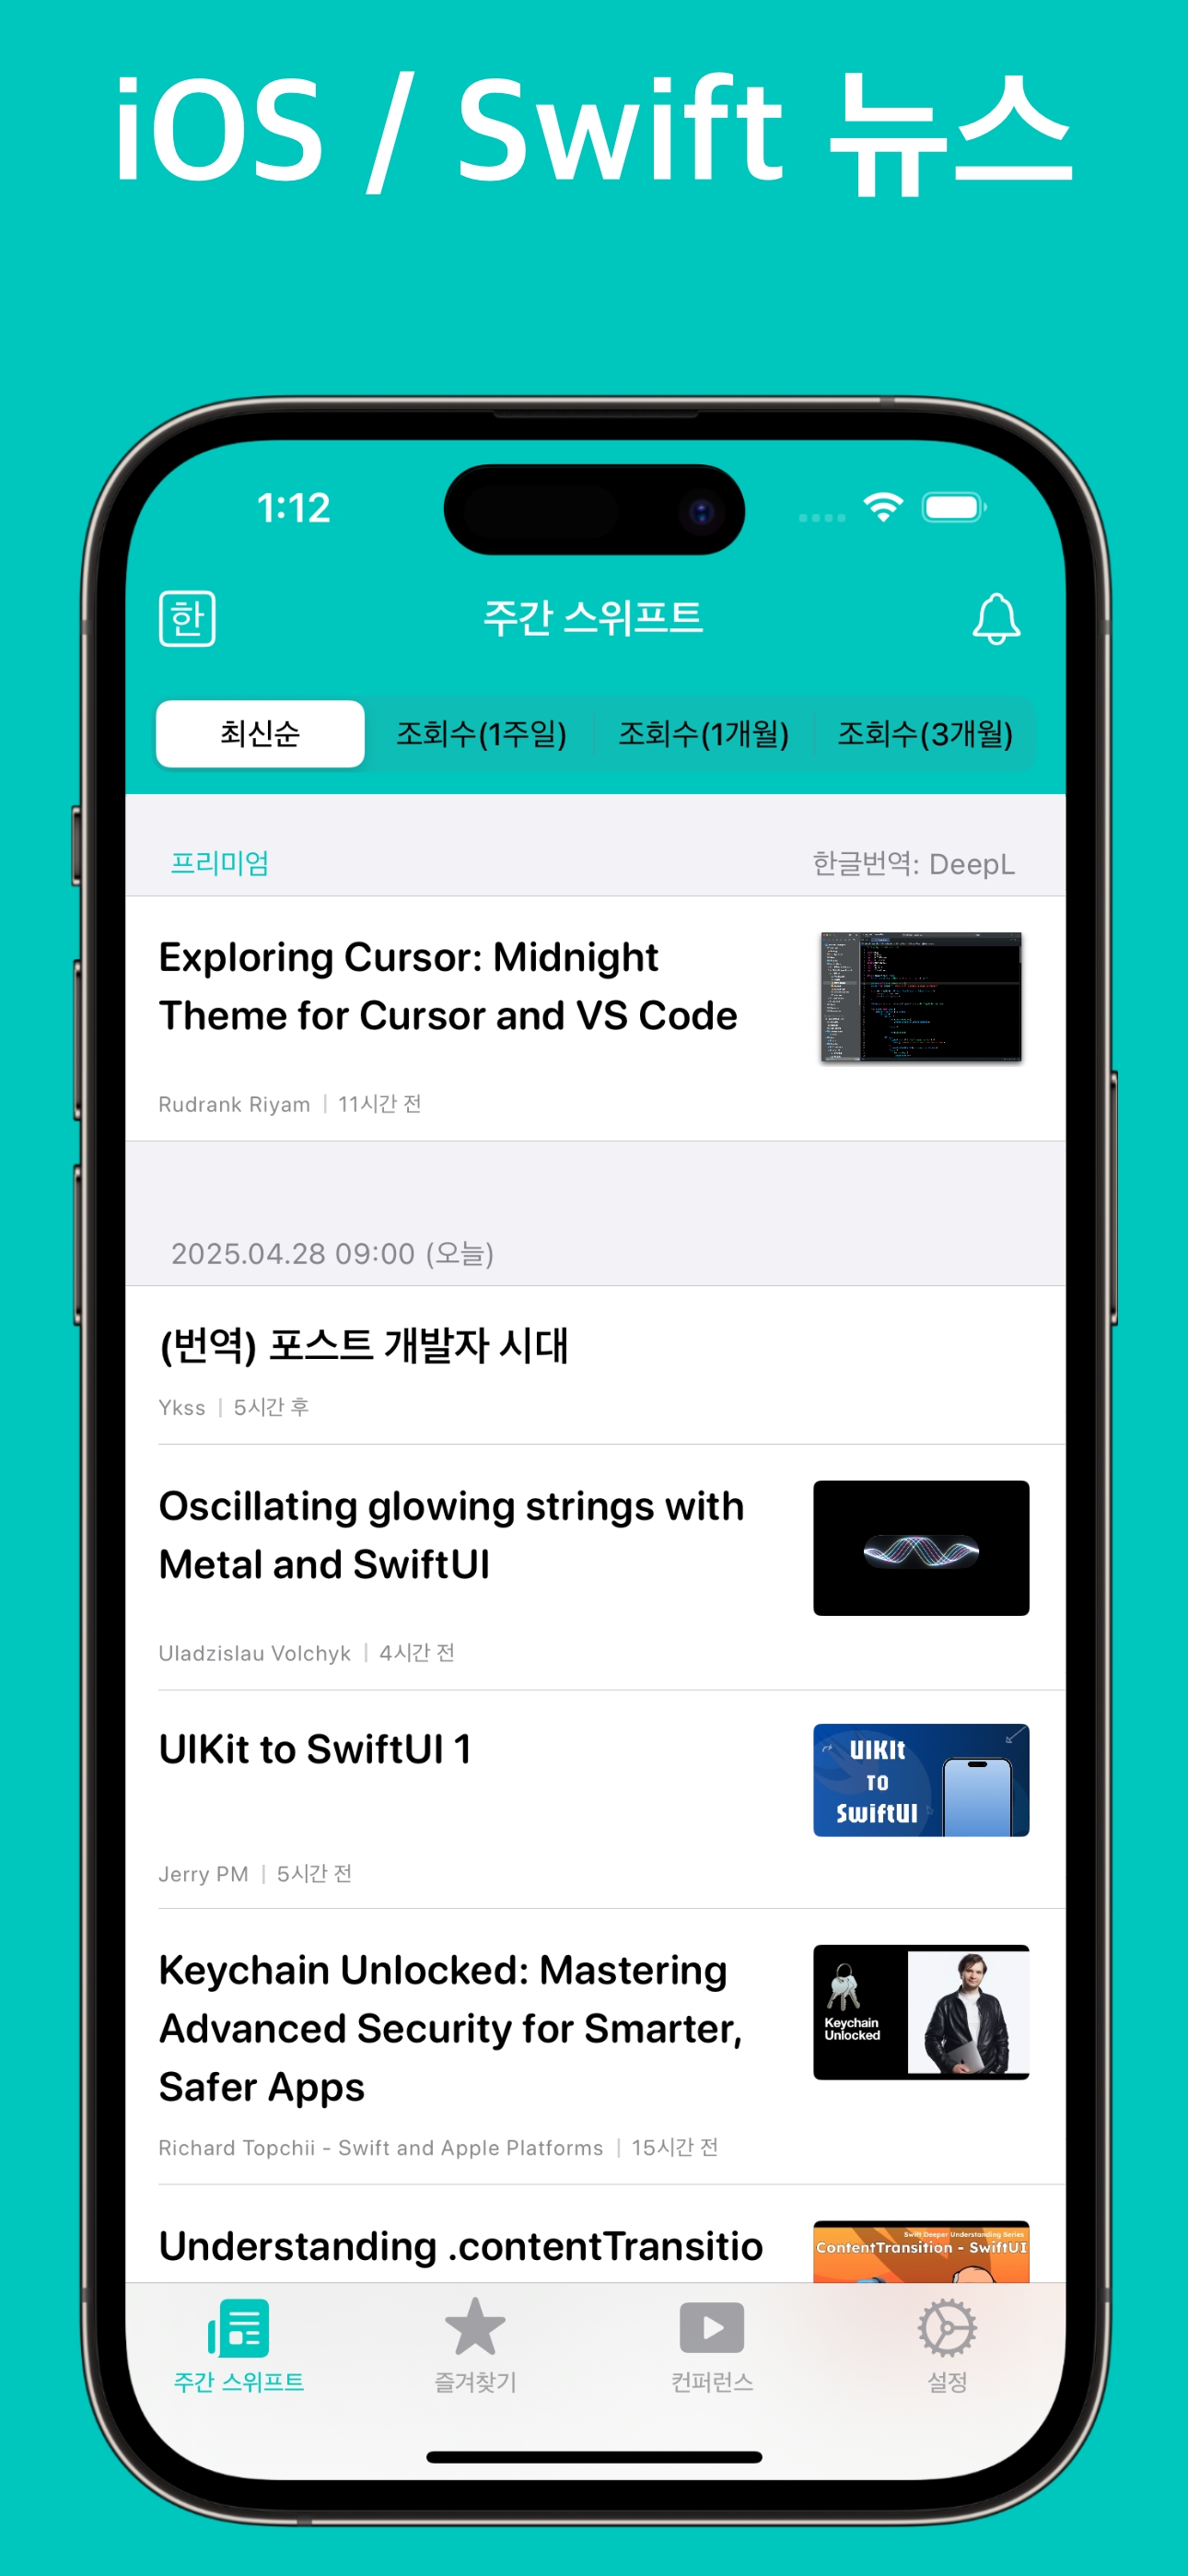 iOS / Swift 뉴스
1:12
한
주간 스위프트
최신순
조회수(1주일)
조회수(1개월)
조회수(3개월)
프리미엄
한글번역: DeepL
Exploring Cursor: Midnight
Theme for Cursor and VS Code
Rudrank Riyam | 11시간 전
2025.04.28 09:00 (오늘)
(번역) 포스트 개발자 시대
Ykss | 5시간 후
Oscillating glowing strings with
Metal and SwiftUI
Uladzislau Volchyk | 4시간 전
UIKit to SwiftUI 1
UIKit
TO
SwiftUI
Jerry PM | 5시간 전
Keychain Unlocked: Mastering
Advanced Security for Smarter,
Safer Apps
Keychain
Unlocked
Richard Topchii - Swift and Apple Platforms | 15시간 전
Understanding .contentTransitio
Swift Deeper Understanding Series
ContentTransition - SwiftUI
주간 스위프트
즐겨찾기
컨퍼런스
설정